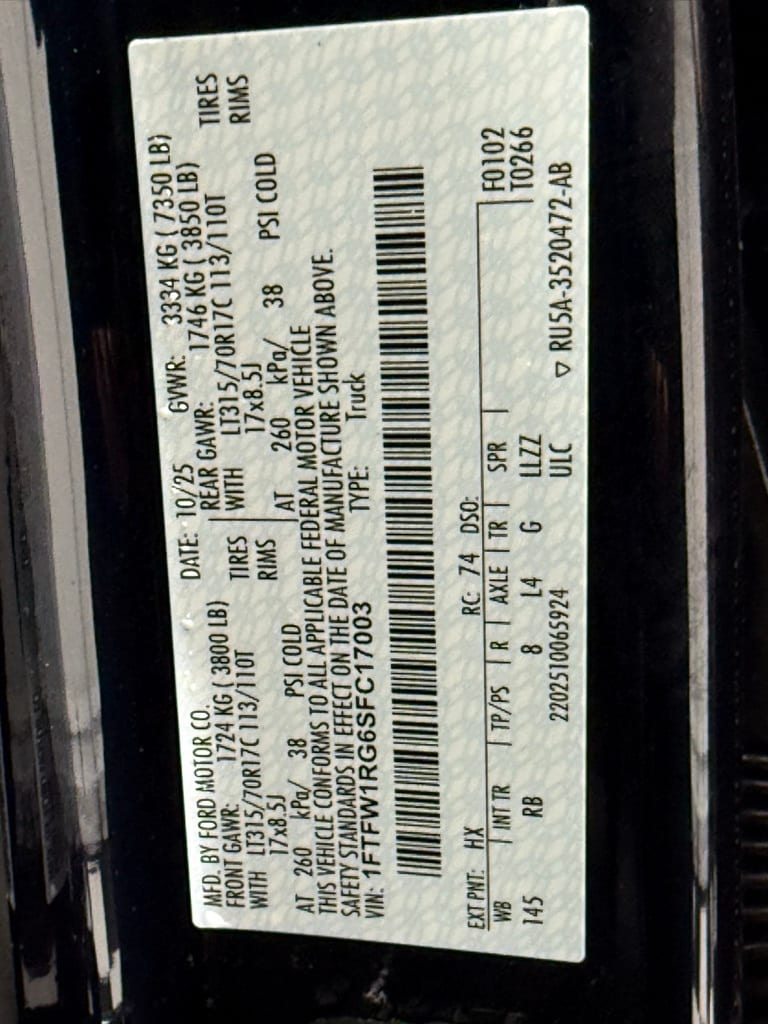 MFD. BY FORD MOTOR CO.
DATE: 10/25 GVWR: 3334 KG ( 7350 LB)
FRONT GAWR: 1724 KG ( 3800 LB) REAR GAWR: 1746 KG ( 3850 LB)
WITH LT315/70R17C 113/110T TIRES WITH LT315/70R17C 113/110T TIRES
17x8.5J RIMS 17x8.5J RIMS
AT 260 kPa/ 38 PSI COLD AT 260 kPa/ 38 PSI COLD
THIS VEHICLE CONFORMS TO ALL APPLICABLE FEDERAL MOTOR VEHICLE
SAFETY STANDARDS IN EFFECT ON THE DATE OF MANUFACTURE SHOWN ABOVE.
VIN: 1FTFW1RG6SFC17003 TYPE: Truck
EXT PNT: HX RC: 74 DSO:
WB INT TR TP/PS R AXLE TR SPR F0102
145 RB 8 L4 G LLZZ T0266
2202510065924 ULC ▽ RU5A-3520472-AB